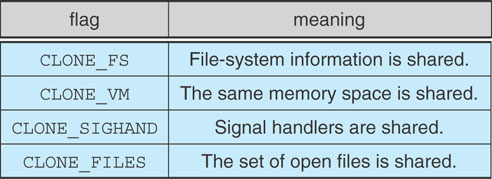 flag meaning
CLONE_FS File-system information is shared.
CLONE_VM The same memory space is shared.
CLONE_SIGHAND Signal handlers are shared.
CLONE_FILES The set of open files is shared.